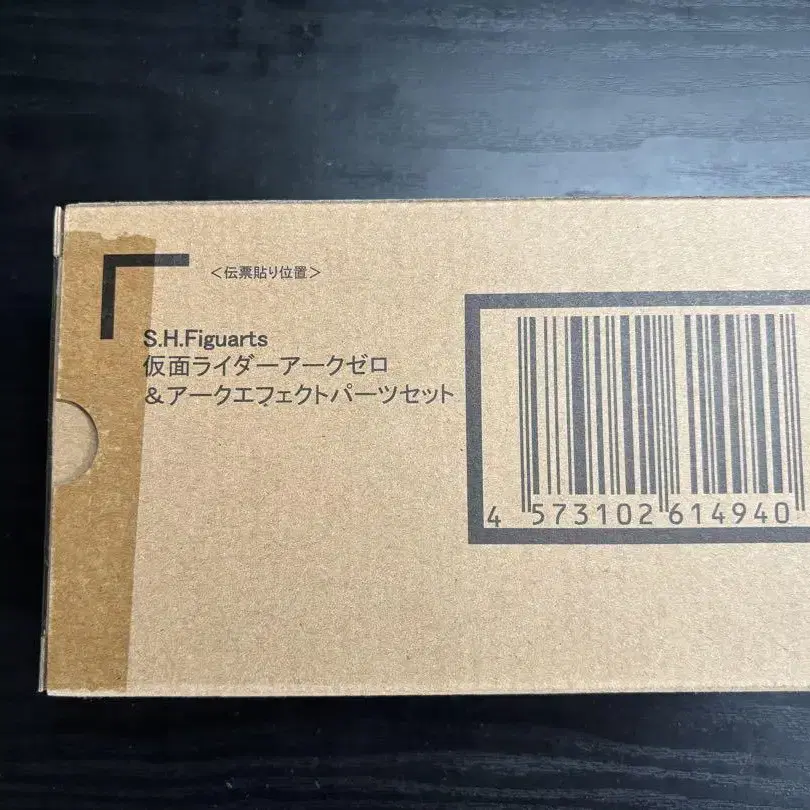 ＜伝票貼り位置＞
S.H.Figuarts
仮面ライダーアークゼロ
＆アークエフェクトパーツセット
4 573102 614940